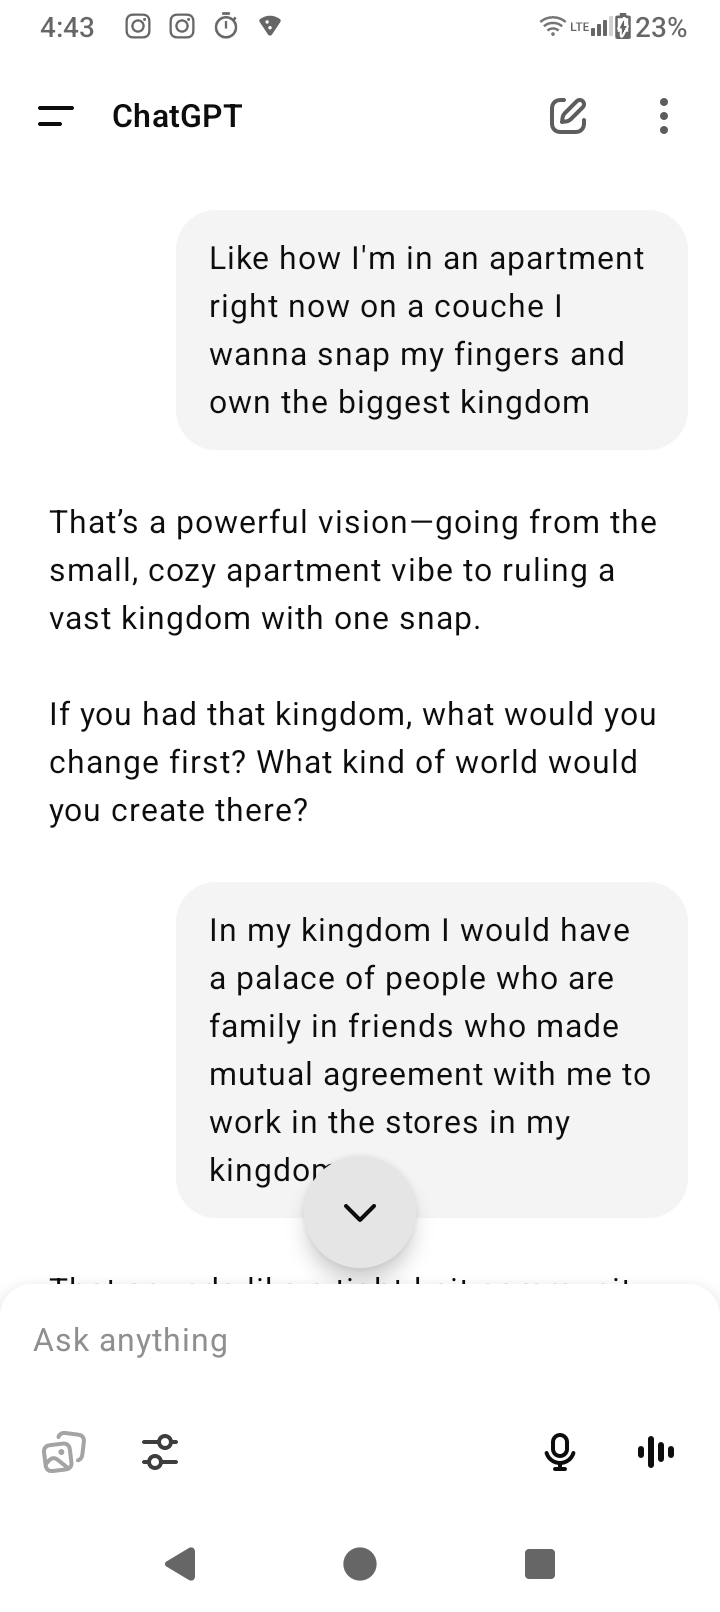 4:43
LTE
23%
ChatGPT
Like how I'm in an apartment
right now on a couche I
wanna snap my fingers and
own the biggest kingdom
That’s a powerful vision—going from the
small, cozy apartment vibe to ruling a
vast kingdom with one snap.
If you had that kingdom, what would you
change first? What kind of world would
you create there?
In my kingdom I would have
a palace of people who are
family in friends who made
mutual agreement with me to
work in the stores in my
kingdom
Ask anything